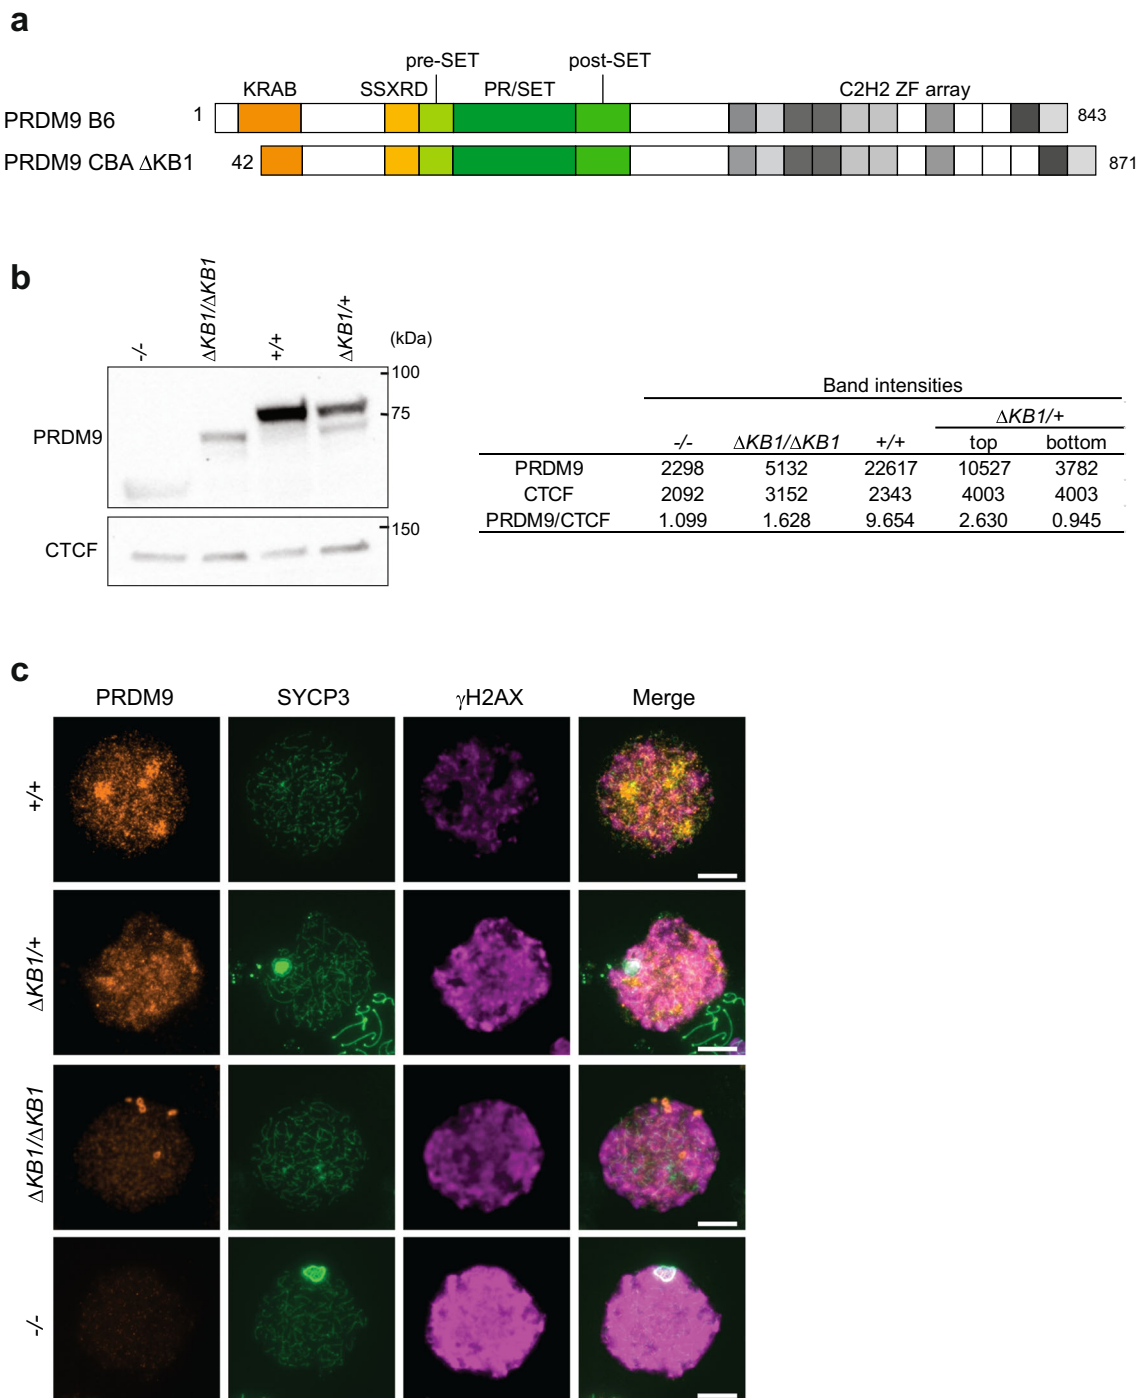 a
pre-SET post-SET
KRAB SSXRD PR/SET C2H2 ZF array
PRDM9 B6 1 843
PRDM9 CBA ΔKB1 42 871
b
-/- ΔKB1/ΔKB1 +/+ ΔKB1/+ (kDa)
100
75
PRDM9
150
CTCF
Band intensities
ΔKB1/+
-/- ΔKB1/ΔKB1 +/+ top bottom
PRDM9 2298 5132 22617 10527 3782
CTCF 2092 3152 2343 4003 4003
PRDM9/CTCF 1.099 1.628 9.654 2.630 0.945
c
PRDM9 SYCP3 γH2AX Merge
+/+
ΔKB1/+
ΔKB1/ΔKB1
-/-